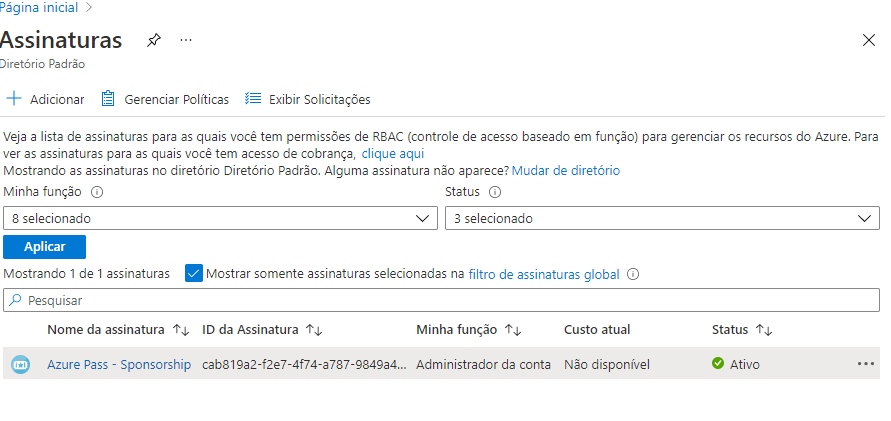 Página inicial
Assinaturas
Diretório Padrão
Adicionar Gerenciar Políticas Exibir Solicitações
Veja a lista de assinaturas para as quais você tem permissões de RBAC (controle de acesso baseado em função) para gerenciar os recursos do Azure. Para
ver as assinaturas para as quais você tem acesso de cobrança, clique aqui
Mostrando as assinaturas no diretório Diretório Padrão. Alguma assinatura não aparece? Mudar de diretório
Minha função Status
8 selecionado 3 selecionado
Aplicar
Mostrando 1 de 1 assinaturas Mostrar somente assinaturas selecionadas na filtro de assinaturas global
Pesquisar
Nome da assinatura ID da Assinatura Minha função Custo atual Status
Azure Pass - Sponsorship cab819a2-f2e7-4f74-a787-9849a4... Administrador da conta Não disponível Ativo